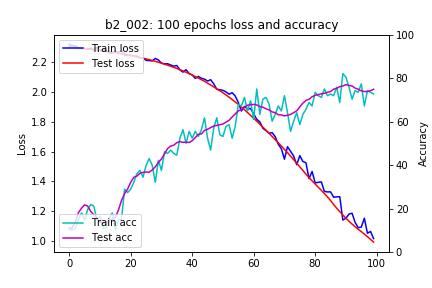 b2_002: 100 epochs loss and accuracy
Train loss
Test loss
Train acc
Test acc
Loss
2.2
2.0
1.8
1.6
1.4
1.2
1.0
Accuracy
100
80
60
40
20
0
0 20 40 60 80 100